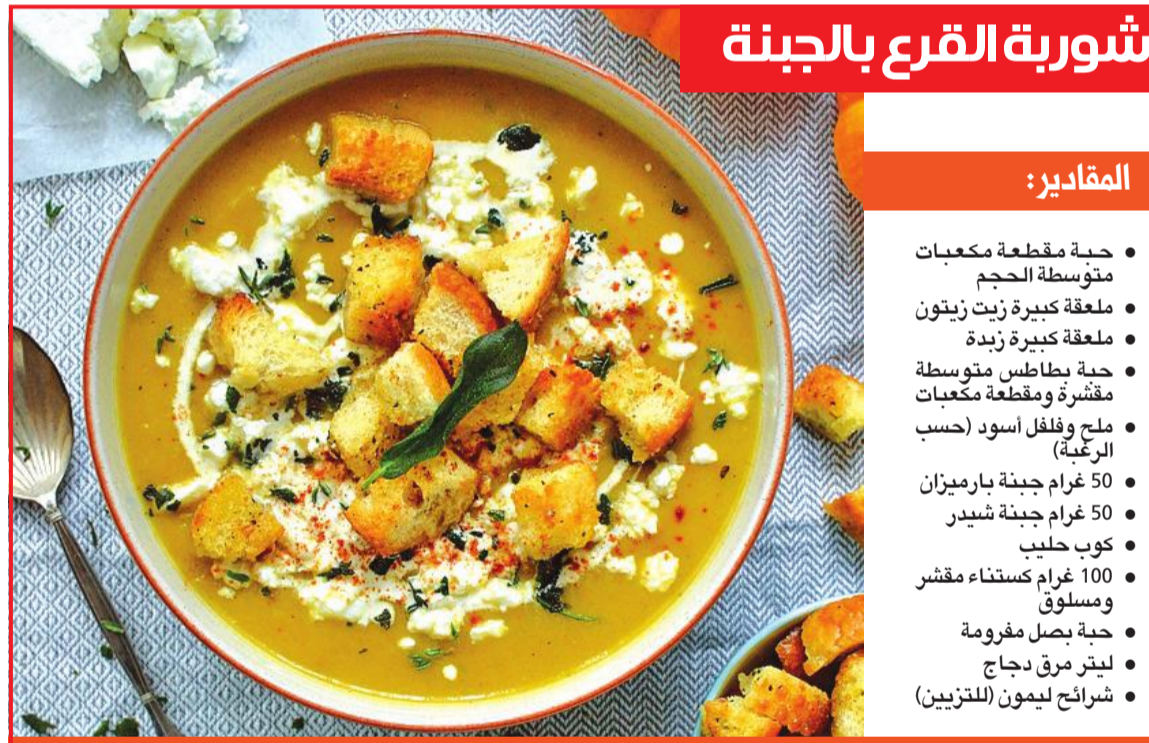 شوربة القرع بالجبنة
المقادير:
• حبة مقطعة مكعبات
متوسطة الحجم
• ملعقة كبيرة زيت زيتون
• ملعقة كبيرة زبدة
• حبة بطاطس متوسطة
مقشرة ومقطعة مكعبات
• ملح وفلفل أسود (حسب
الرغبة)
• 50 غرام جبنة بارميزان
• 50 غرام جبنة شيدر
• كوب حليب
• 100 غرام كستناء مقشر
ومسلوق
• حبة بصل مفرومة
• ليتر مرق دجاج
• شرائح ليمون (للتزيين)